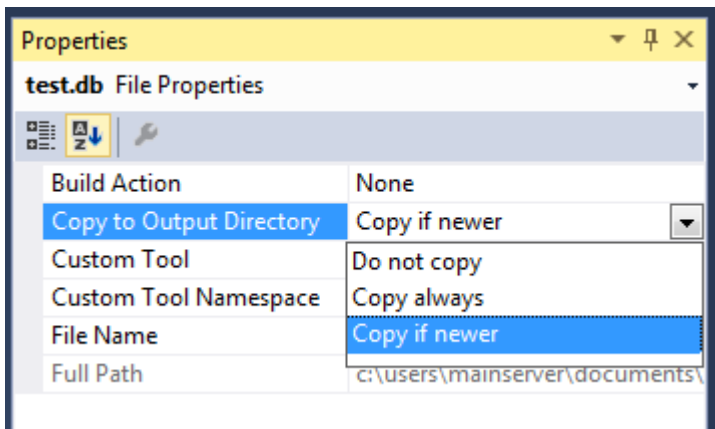 Properties
test.db File Properties
Build Action None
Copy to Output Directory Copy if newer
Custom Tool Do not copy
Custom Tool Namespace Copy always
File Name Copy if newer
Full Path c:\users\mainserver\documents\